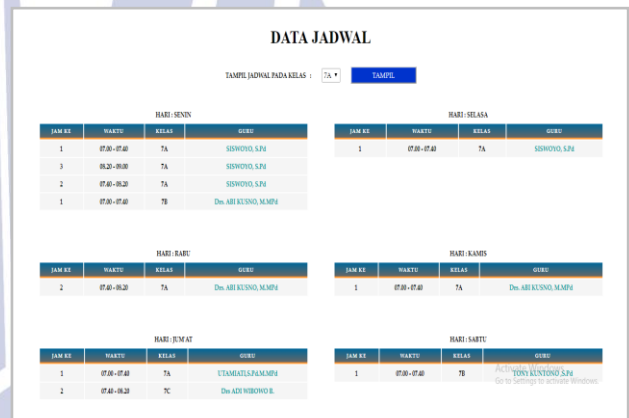 DATA JADWAL
TAMPIL JADWAL PADA KELAS : 7A TAMPIL
HARI : SENIN
JAM KE WAKTU KELAS GURU
1 07.00 - 07.40 7A SISWOYO, S.Pd
3 08.20 - 09.00 7A SISWOYO, S.Pd
2 07.40 - 08.20 7A SISWOYO, S.Pd
1 07.00 - 07.40 7B Drs. ABI KUSNO, M.MPd
HARI : SELASA
JAM KE WAKTU KELAS GURU
1 07.00 - 07.40 7A SISWOYO, S.Pd
HARI : RABU
JAM KE WAKTU KELAS GURU
2 07.40 - 08.20 7A Drs. ABI KUSNO, M.MPd
HARI : KAMIS
JAM KE WAKTU KELAS GURU
1 07.00 - 07.40 7A Drs. ABI KUSNO, M.MPd
HARI : JUM'AT
JAM KE WAKTU KELAS GURU
1 07.00 - 07.40 7A UTAMIATI,S.Pd,M.MPd
2 07.40 - 08.20 7C Drs ADI WIBOWO B.
HARI : SABTU
JAM KE WAKTU KELAS GURU
1 07.00 - 07.40 7B TONY KUNTONO ,S.Pd
Activate Windows
Go to Settings to activate Windows.